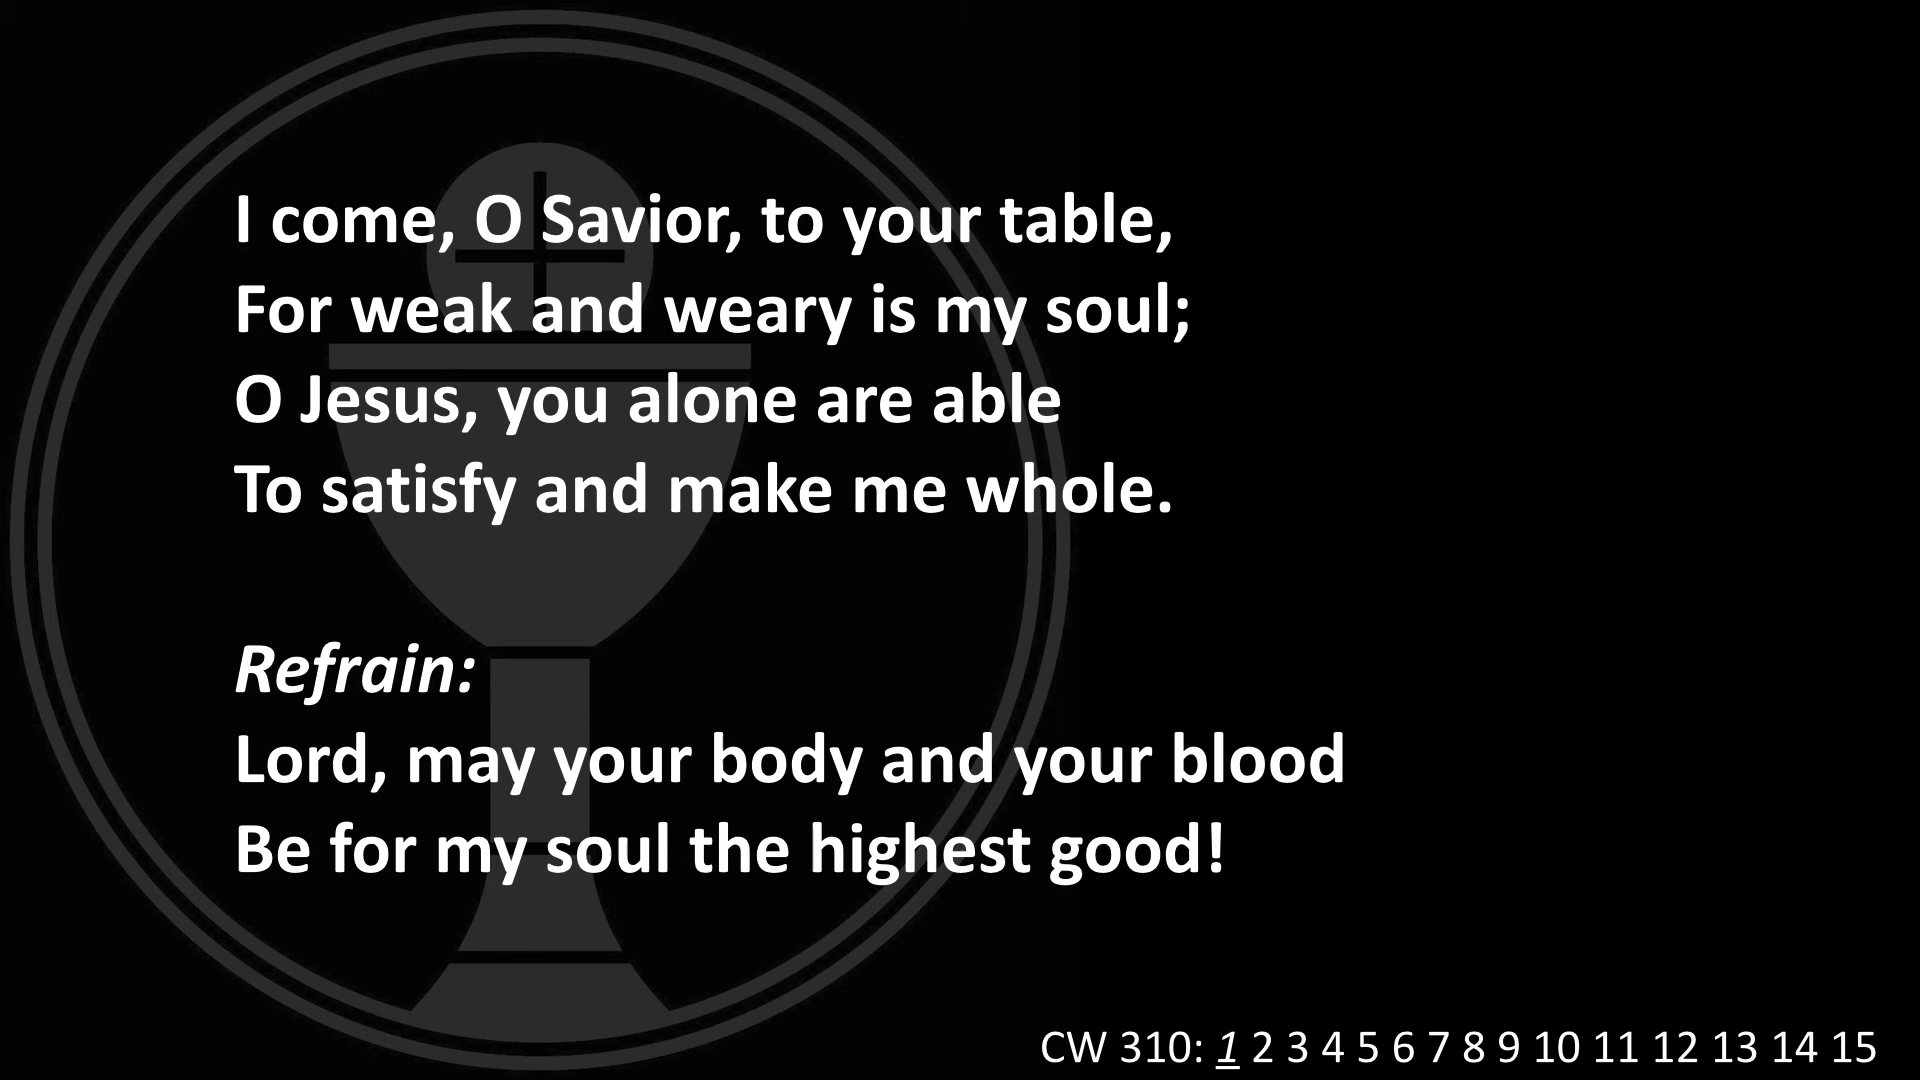 I come, O Savior, to your table,
For weak and weary is my soul;
O Jesus, you alone are able
To satisfy and make me whole.
Refrain:
Lord, may your body and your blood
Be for my soul the highest good!
CW 310: 1 2 3 4 5 6 7 8 9 10 11 12 13 14 15